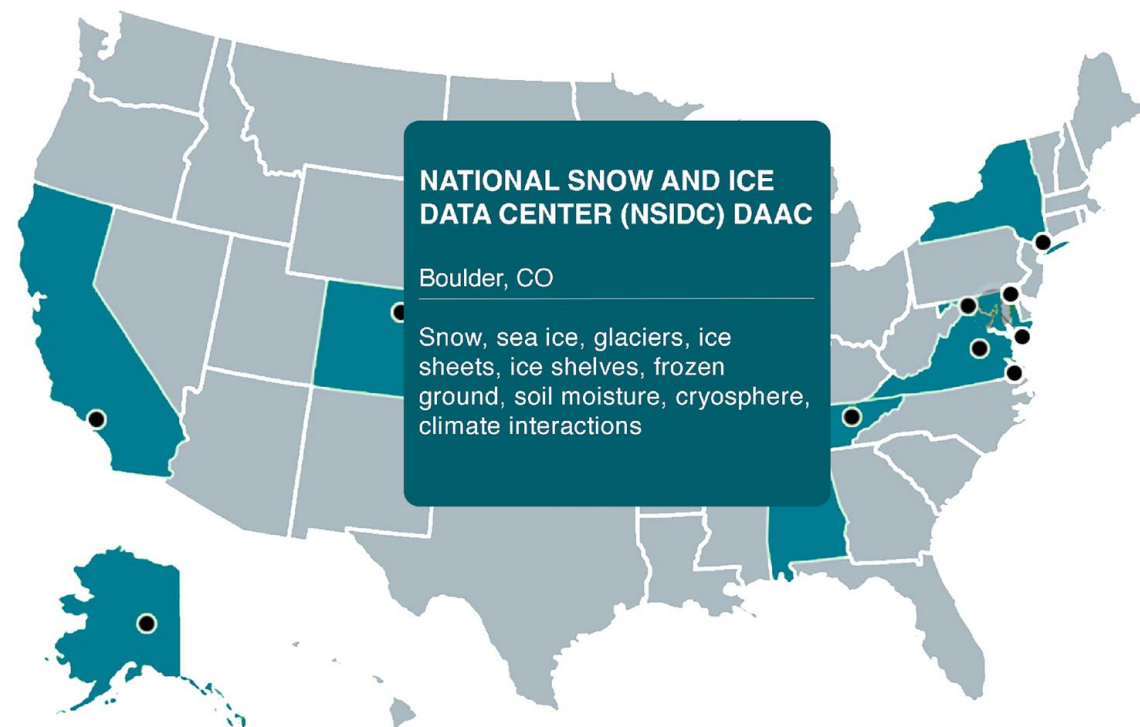 NATIONAL SNOW AND ICE
DATA CENTER (NSIDC) DAAC
Boulder, CO
Snow, sea ice, glaciers, ice
sheets, ice shelves, frozen
ground, soil moisture, cryosphere,
climate interactions